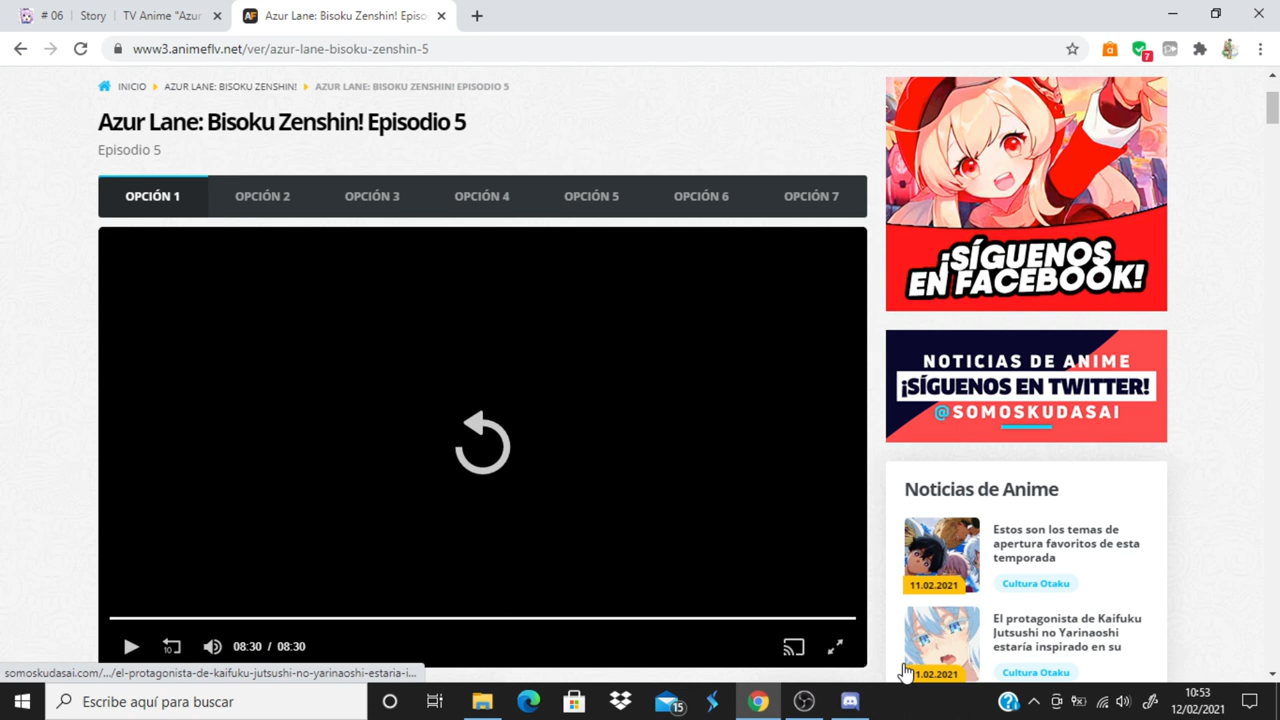 # 06 | Story | TV Anime "Azur
Azur Lane: Bisoku Zenshin! Episo
www3.animeflv.net/ver/azur-lane-bisoku-zenshin-5
7
INICIO
AZUR LANE: BISOKU ZENSHIN!
AZUR LANE: BISOKU ZENSHIN! EPISODIO 5
Azur Lane: Bisoku Zenshin! Episodio 5
Episodio 5
OPCIÓN 1
OPCIÓN 2
OPCIÓN 3
OPCIÓN 4
OPCIÓN 5
OPCIÓN 6
OPCIÓN 7
10
08:30 / 08:30
¡SÍGUENOS
EN FACEBOOK!
NOTICIAS DE ANIME
¡SÍGUENOS EN TWITTER!
@SOMOSKUDASAI
Noticias de Anime
Estos son los temas de
apertura favoritos de esta
temporada
Cultura Otaku
11.02.2021
El protagonista de Kaifuku
Jutsushi no Yarinaoshi
estaría inspirado en su
Cultura Otaku
1.02.2021
somoskudasai.com/.../el-protagonista-de-kaifuku-jutsushi-no-yarinaoshi-estaria-i...
Escribe aquí para buscar
15
10:53
12/02/2021